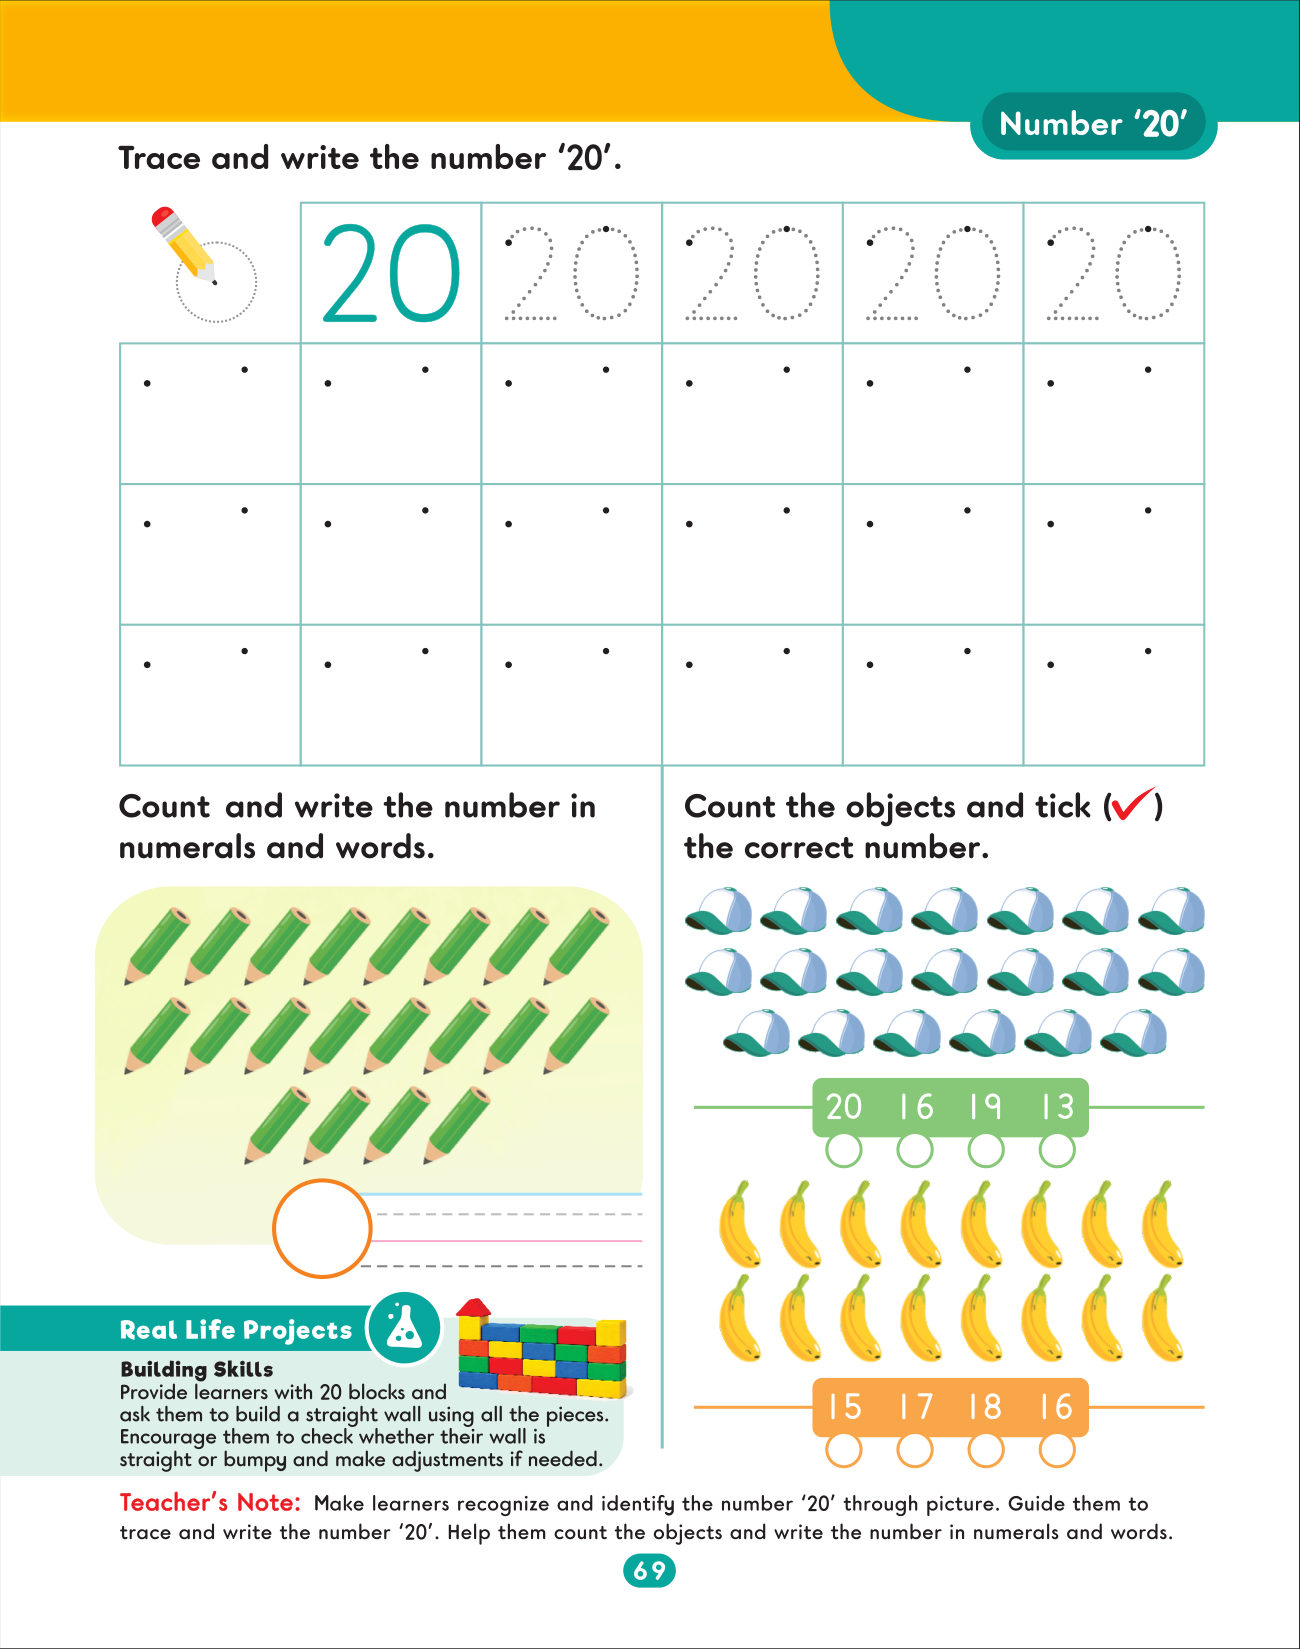 Number ‘20’
Trace and write the number ‘20’.
20 20 20 20 20
Count and write the number in
numerals and words.
Count the objects and tick (✓)
the correct number.
20 16 19 13
15 17 18 16
Real Life Projects
Building Skills
Provide learners with 20 blocks and
ask them to build a straight wall using all the pieces.
Encourage them to check whether their wall is
straight or bumpy and make adjustments if needed.
Teacher’s Note: Make learners recognize and identify the number ‘20’ through picture. Guide them to
trace and write the number ‘20’. Help them count the objects and write the number in numerals and words.
69